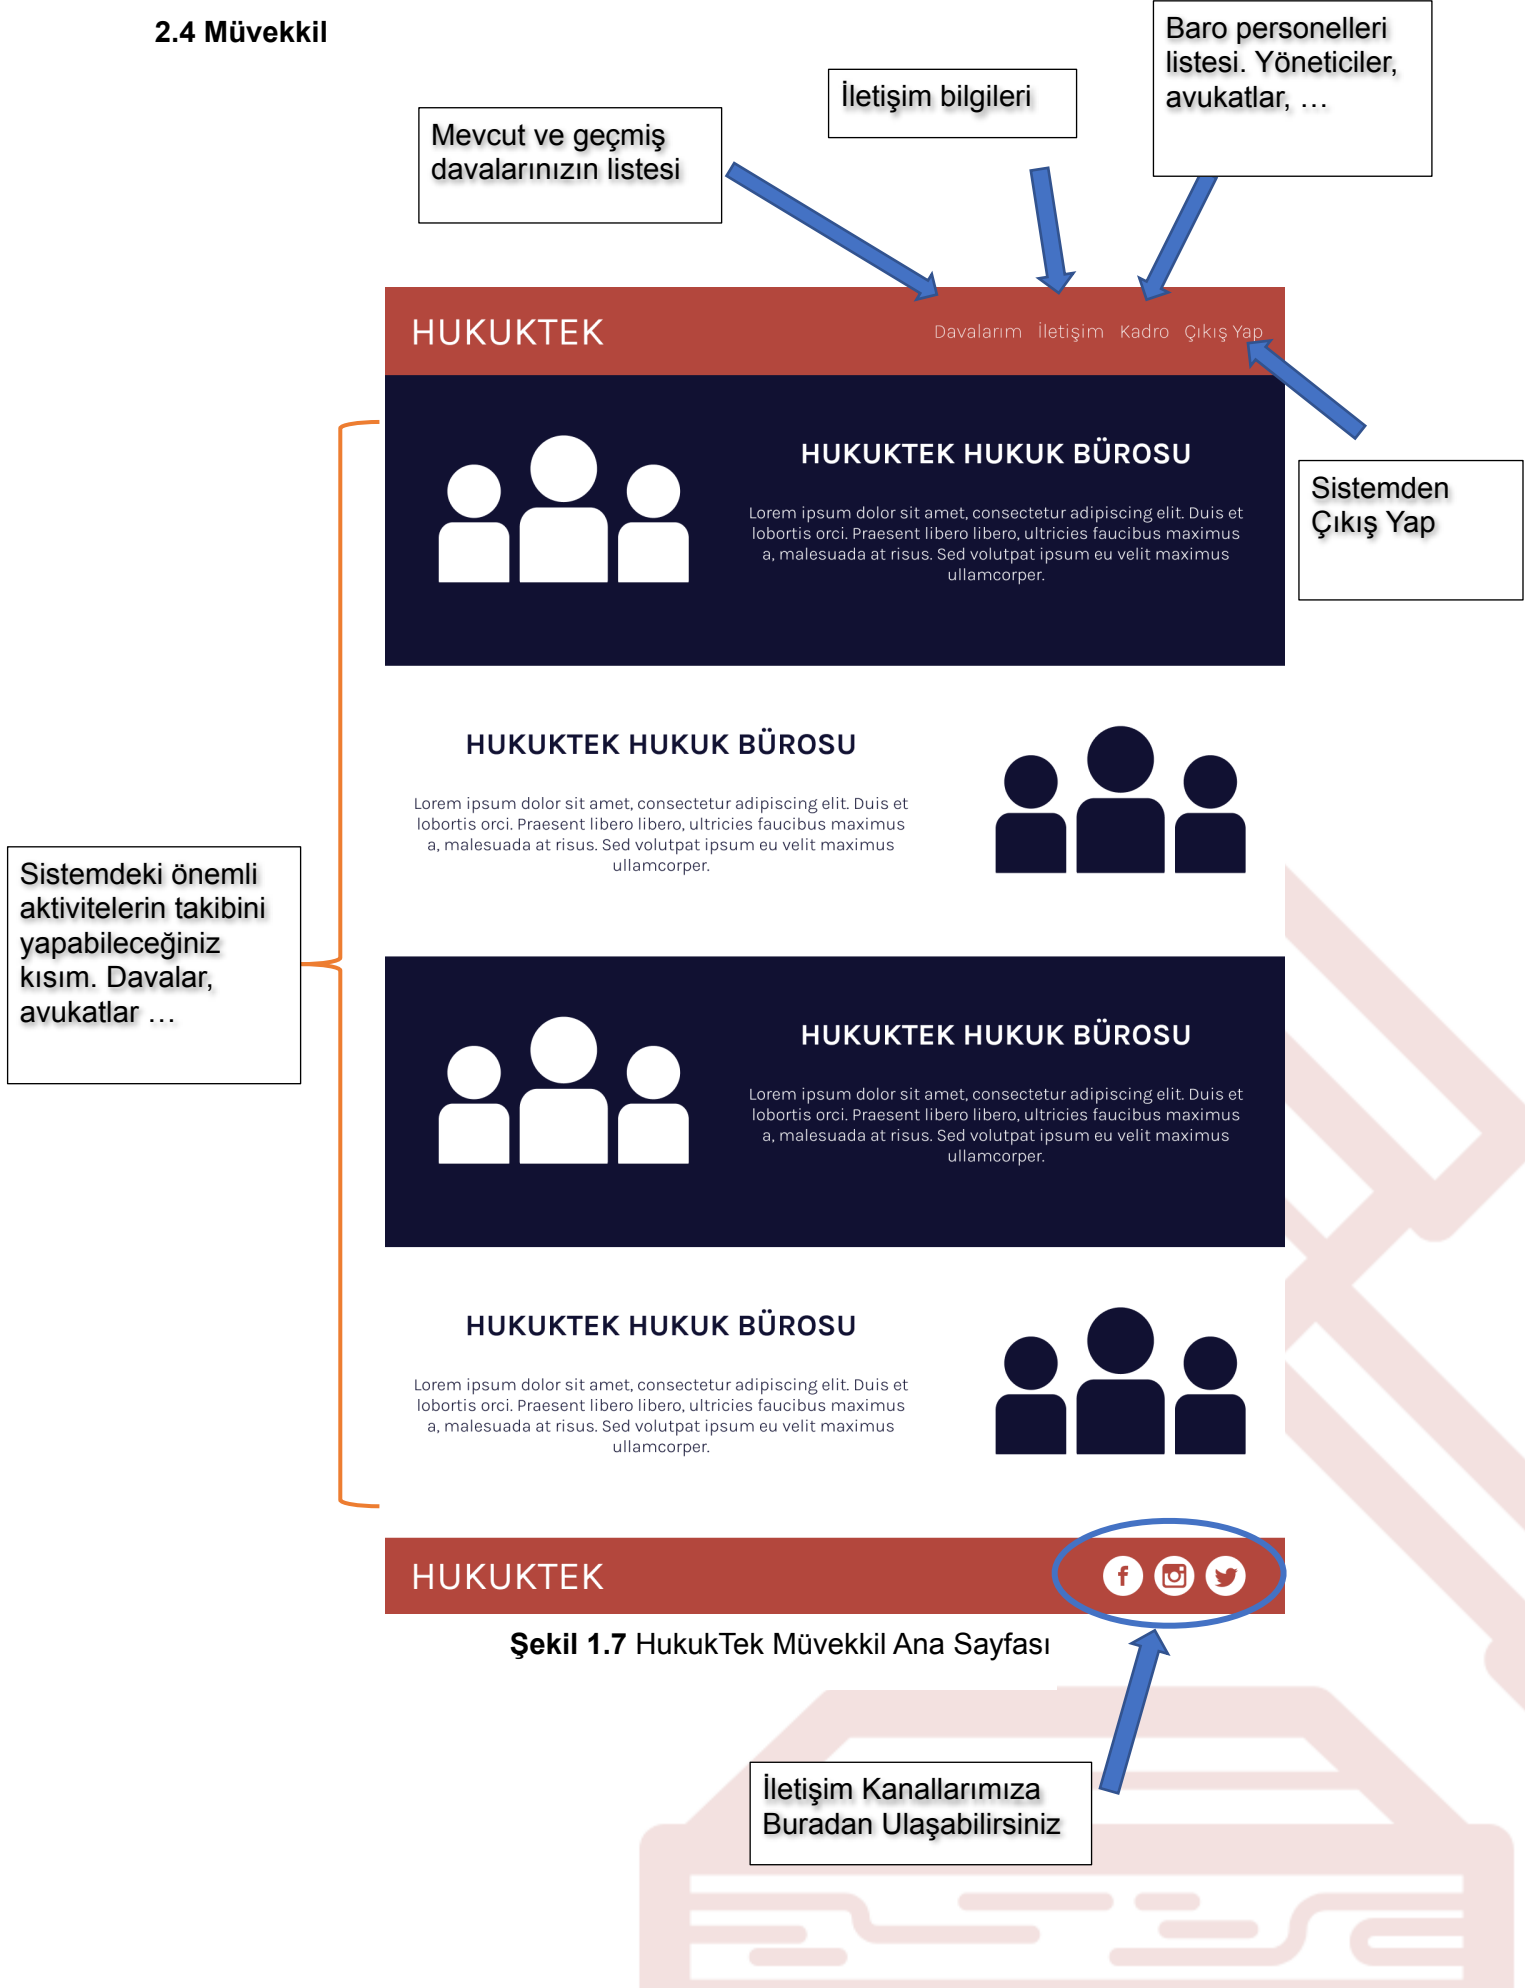 2.4 Müvekkil
Baro personelleri
listesi. Yöneticiler,
avukatlar, …
İletişim bilgileri
Mevcut ve geçmiş
davalarınızın listesi
HUKUKTEK
Davalarım İletişim Kadro Çıkış Yap
HUKUKTEK HUKUK BÜROSU
Lorem ipsum dolor sit amet, consectetur adipiscing elit. Duis et
lobortis orci. Praesent libero libero, ultricies faucibus maximus
a, malesuada at risus. Sed volutpat ipsum eu velit maximus
ullamcorper.
Sistemden
Çıkış Yap
HUKUKTEK HUKUK BÜROSU
Lorem ipsum dolor sit amet, consectetur adipiscing elit. Duis et
lobortis orci. Praesent libero libero, ultricies faucibus maximus
a, malesuada at risus. Sed volutpat ipsum eu velit maximus
ullamcorper.
Sistemdeki önemli
aktivitelerin takibini
yapabileceğiniz
kısım. Davalar,
avukatlar …
HUKUKTEK HUKUK BÜROSU
Lorem ipsum dolor sit amet, consectetur adipiscing elit. Duis et
lobortis orci. Praesent libero libero, ultricies faucibus maximus
a, malesuada at risus. Sed volutpat ipsum eu velit maximus
ullamcorper.
HUKUKTEK HUKUK BÜROSU
Lorem ipsum dolor sit amet, consectetur adipiscing elit. Duis et
lobortis orci. Praesent libero libero, ultricies faucibus maximus
a, malesuada at risus. Sed volutpat ipsum eu velit maximus
ullamcorper.
HUKUKTEK
Şekil 1.7 HukukTek Müvekkil Ana Sayfası
İletişim Kanallarımıza
Buradan Ulaşabilirsiniz